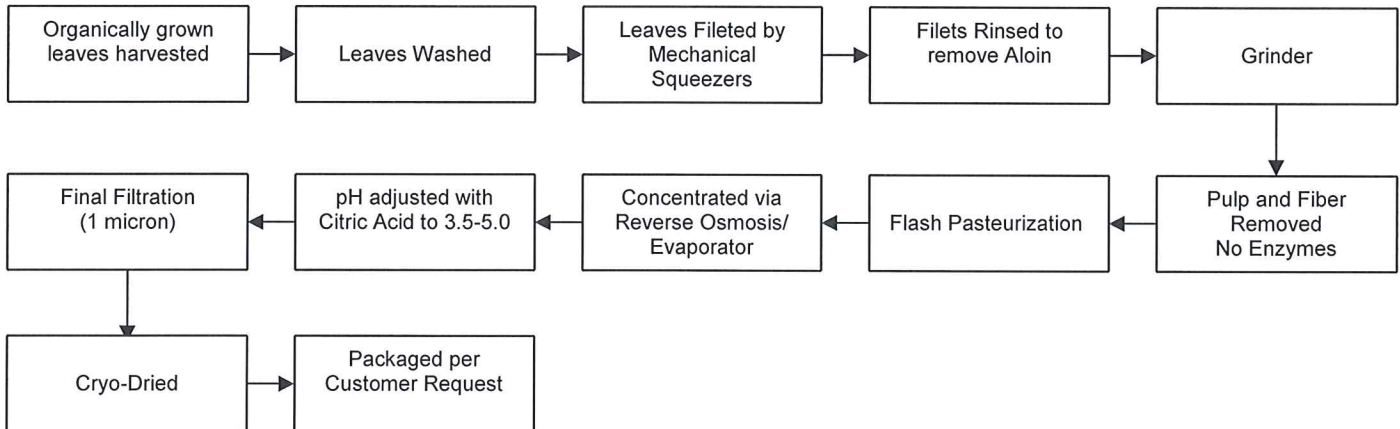 Organically grown
leaves harvested
Leaves Washed
Leaves Fileted by
Mechanical
Squeezers
Filets Rinsed to
remove Aloin
Grinder
Pulp and Fiber
Removed
No Enzymes
Flash Pasteurization
Concentrated via
Reverse Osmosis/
Evaporator
pH adjusted with
Citric Acid to 3.5-5.0
Final Filtration
(1 micron)
Cryo-Dried
Packaged per
Customer Request